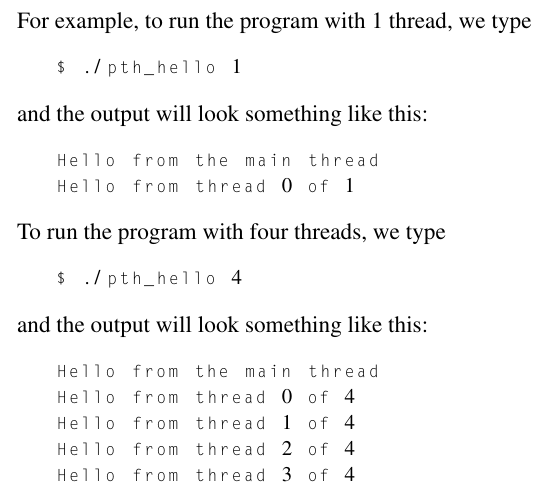 For example, to run the program with 1 thread, we type
$ ./pth_hello 1
and the output will look something like this:
Hello from the main thread
Hello from thread 0 of 1
To run the program with four threads, we type
$ ./pth_hello 4
and the output will look something like this:
Hello from the main thread
Hello from thread 0 of 4
Hello from thread 1 of 4
Hello from thread 2 of 4
Hello from thread 3 of 4